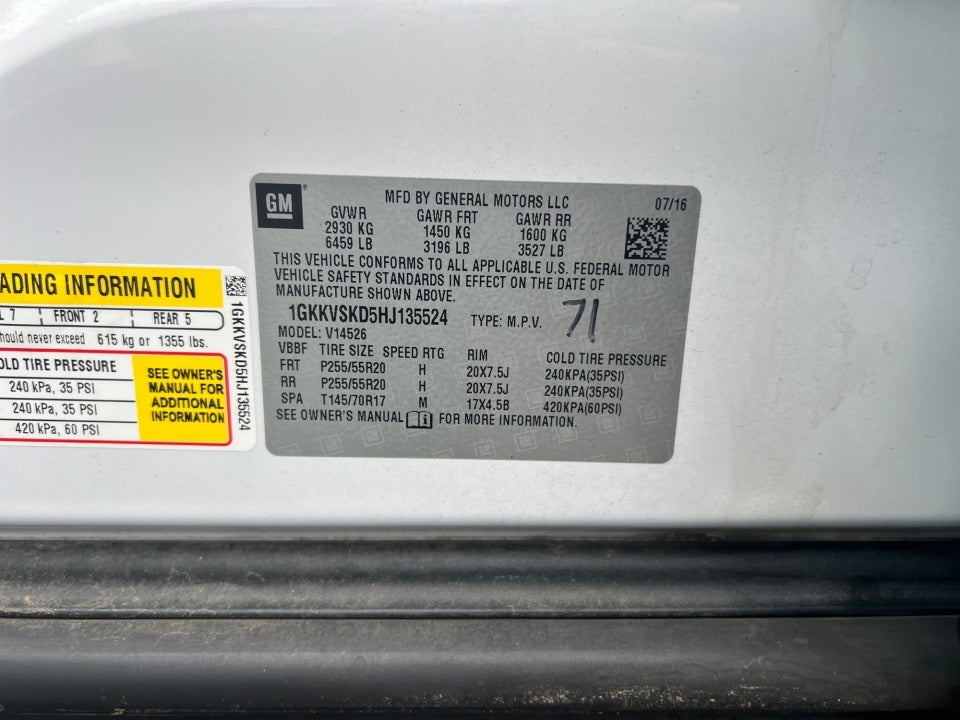 GM
MFD BY GENERAL MOTORS LLC 07/16
GVWR GAWR FRT GAWR RR
2930 KG 1450 KG 1600 KG
6459 LB 3196 LB 3527 LB
THIS VEHICLE CONFORMS TO ALL APPLICABLE U.S. FEDERAL MOTOR
VEHICLE SAFETY STANDARDS IN EFFECT ON THE DATE OF
MANUFACTURE SHOWN ABOVE.
1GKKVSKD5HJ135524 TYPE: M.P.V. 71
MODEL: V14526
VBBF TIRE SIZE SPEED RTG RIM COLD TIRE PRESSURE
FRT P255/55R20 H 20X7.5J 240KPA(35PSI)
RR P255/55R20 H 20X7.5J 240KPA(35PSI)
SPA T145/70R17 M 17X4.5B 420KPA(60PSI)
SEE OWNER'S MANUAL FOR MORE INFORMATION.
ADING INFORMATION
L 7 FRONT 2 REAR 5
hould never exceed 615 kg or 1355 lbs.
OLD TIRE PRESSURE
240 kPa, 35 PSI
240 kPa, 35 PSI
420 kPa, 60 PSI
SEE OWNER'S
MANUAL FOR
ADDITIONAL
INFORMATION
1GKKVSKD5HJ135524